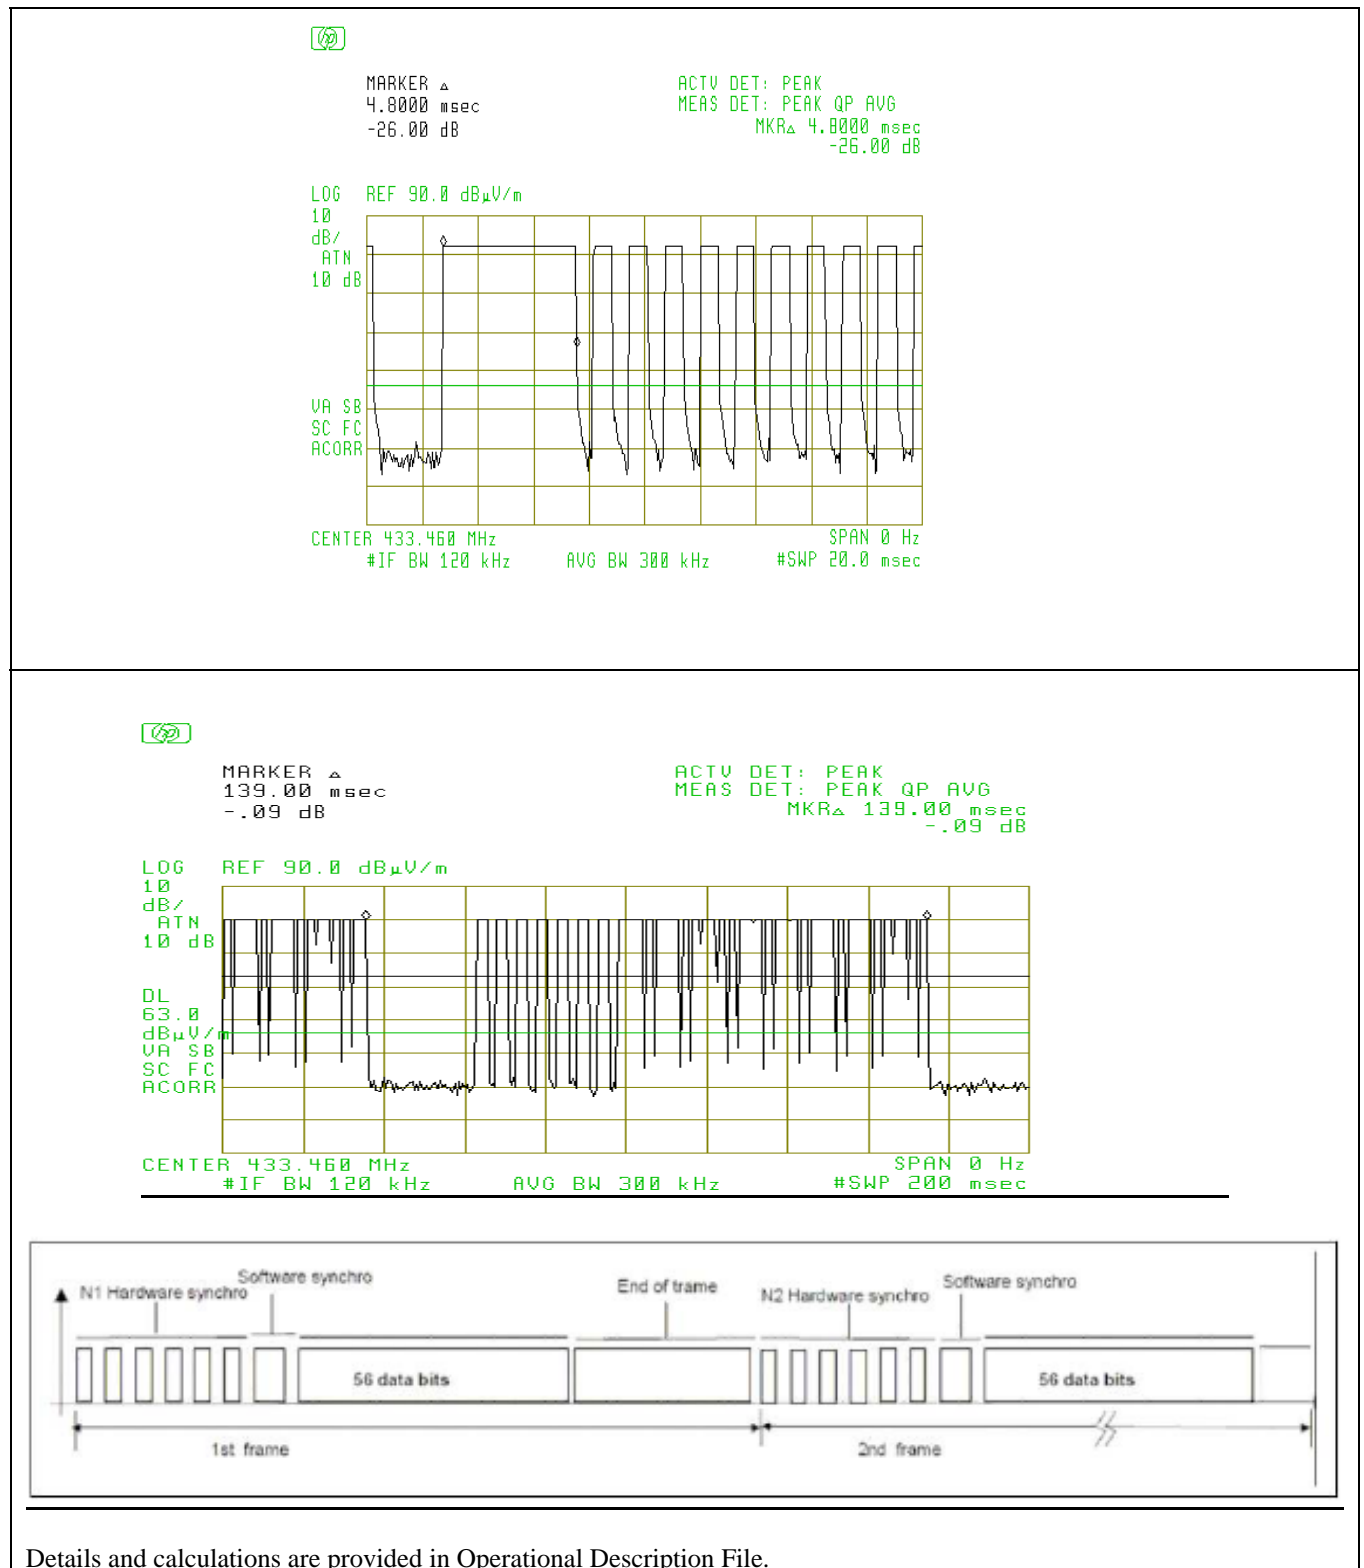 hp
MARKER △
4.8000 msec
-26.00 dB
ACTV DET: PEAK
MEAS DET: PEAK QP AVG
MKR△ 4.8000 msec
-26.00 dB
LOG REF 90.0 dBµV/m
10
dB/
ATN
10 dB
VA SB
SC FC
ACORR
CENTER 433.460 MHz SPAN 0 Hz
#IF BW 120 kHz AVG BW 300 kHz #SWP 20.0 msec
hp
MARKER △
139.00 msec
-.09 dB
ACTV DET: PEAK
MEAS DET: PEAK QP AVG
MKR△ 139.00 msec
-.09 dB
LOG REF 90.0 dBµV/m
10
dB/
ATN
10 dB
DL
63.0
dBµV/m
VA SB
SC FC
ACORR
CENTER 433.460 MHz SPAN 0 Hz
#IF BW 120 kHz AVG BW 300 kHz #SWP 200 msec
N1 Hardware synchro Software synchro End of frame N2 Hardware synchro Software synchro
56 data bits 56 data bits
1st frame 2nd frame
Details and calculations are provided in Operational Description File.